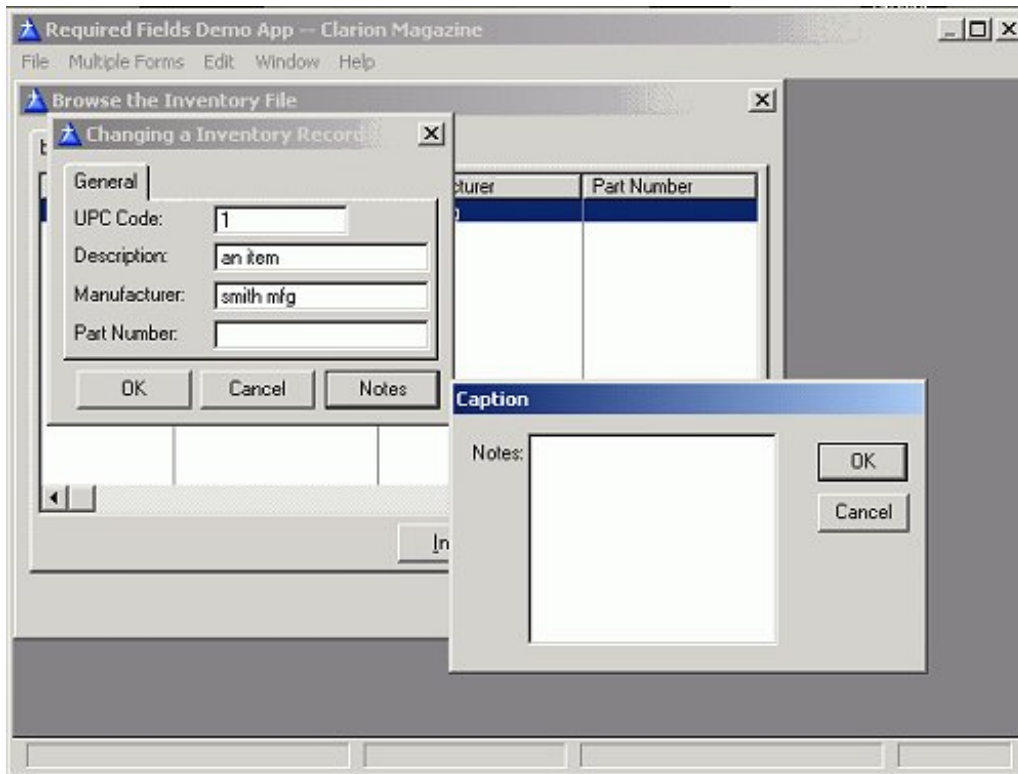 Required Fields Demo App -- Clarion Magazine
File Multiple Forms Edit Window Help
Browse the Inventory File
Changing a Inventory Record
General
UPC Code: 1
Description: an item
Manufacturer: smith mfg
Part Number:
OK Cancel Notes
Part Number
Caption
Notes:
OK
Cancel